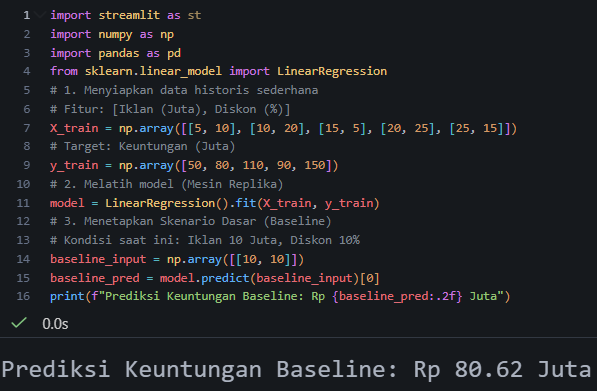 1 import streamlit as st
2 import numpy as np
3 import pandas as pd
4 from sklearn.linear_model import LinearRegression
5 # 1. Menyiapkan data historis sederhana
6 # Fitur: [Iklan (Juta), Diskon (%)]
7 X_train = np.array([[5, 10], [10, 20], [15, 5], [20, 25], [25, 15]])
8 # Target: Keuntungan (Juta)
9 y_train = np.array([50, 80, 110, 90, 150])
10 # 2. Melatih model (Mesin Replika)
11 model = LinearRegression().fit(X_train, y_train)
12 # 3. Menetapkan Skenario Dasar (Baseline)
13 # Kondisi saat ini: Iklan 10 Juta, Diskon 10%
14 baseline_input = np.array([[10, 10]])
15 baseline_pred = model.predict(baseline_input)[0]
16 print(f"Prediksi Keuntungan Baseline: Rp {baseline_pred:.2f} Juta")
0.0s
Prediksi Keuntungan Baseline: Rp 80.62 Juta